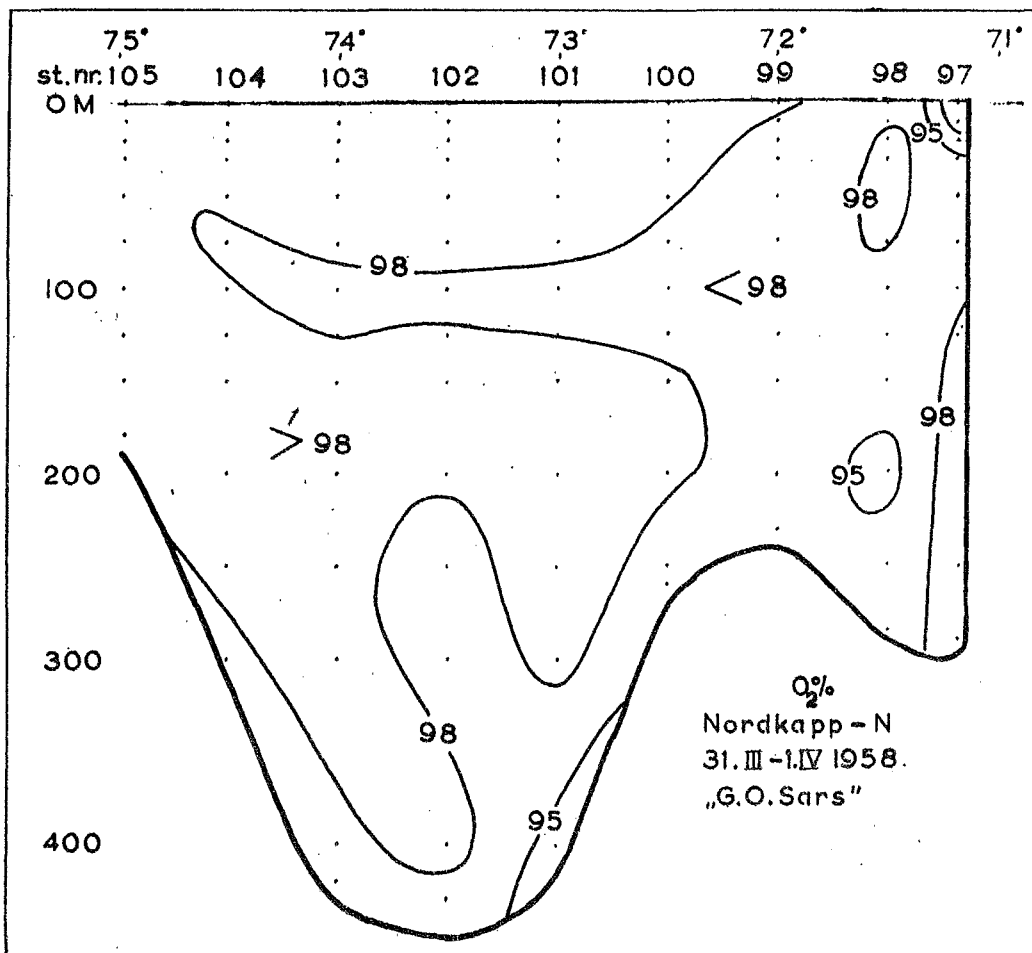 75° 74° 73° 72° 71°
st.nr. 105 104 103 102 101 100 99 98 97
0 M
95
98
98
100
<98
98
>98
200
95
300
98
O₂%
Nordkapp – N
31. III – 1. IV 1958.
„G.O. Sars”
95
400